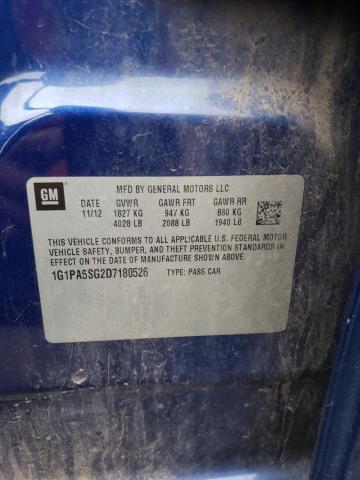 GM
MFD BY GENERAL MOTORS LLC
DATE GVWR GAWR FRT GAWR RR
11/12 1827 KG 947 KG 880 KG
4028 LB 2088 LB 1940 LB
THIS VEHICLE CONFORMS TO ALL APPLICABLE U.S. FEDERAL MOTOR
VEHICLE SAFETY, BUMPER, AND THEFT PREVENTION STANDARDS IN
EFFECT ON THE DATE OF MANUFACTURE SHOWN ABOVE.
1G1PA5SG2D7180526 TYPE: PASS CAR